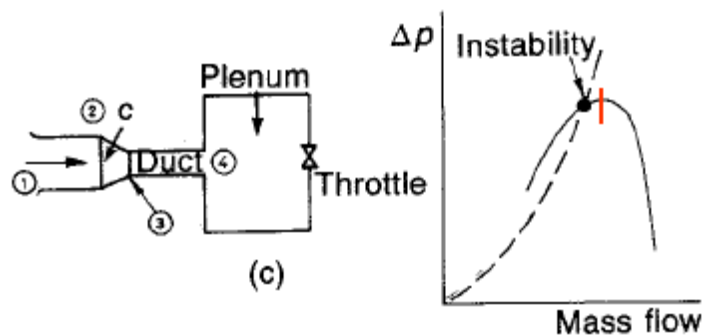 ② C
Plenum
① Duct ④
Throttle
③
(c)
Δp
Instability
Mass flow